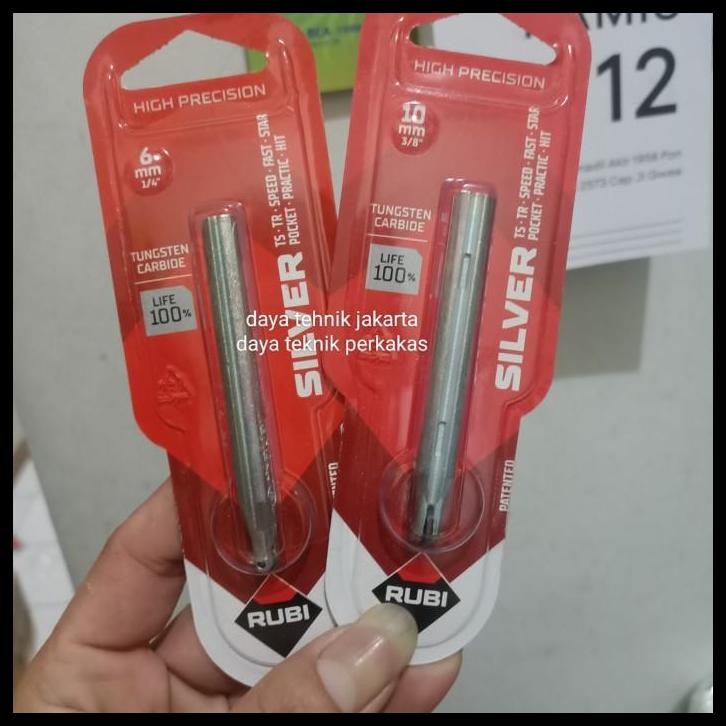 HIGH PRECISION
6
mm
1/4"
TUNGSTEN
CARBIDE
LIFE
100%
SILVER
TS · TR · SPEED · FAST · STAR
POCKET · PRACTIC · HIT
RUBI
HIGH PRECISION
10
mm
3/8"
TUNGSTEN
CARBIDE
LIFE
100%
SILVER
TS · TR · SPEED · FAST · STAR
POCKET · PRACTIC · HIT
PATENTED
RUBI
daya tehnik jakarta
daya teknik perkakas
12